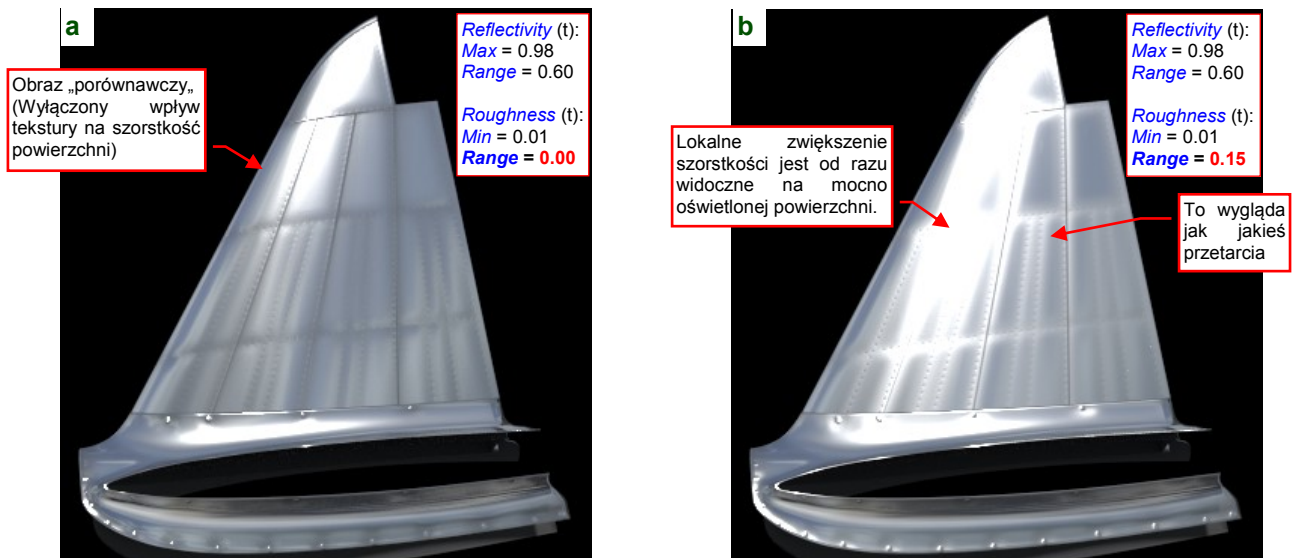 a
Obraz „porównawczy„
(Wyłączony wpływ
tekstury na szorstkość
powierzchni)
Reflectivity (t):
Max = 0.98
Range = 0.60
Roughness (t):
Min = 0.01
Range = 0.00
b
Lokalne zwiększenie
szorstkości jest od razu
widoczne na mocno
oświetlonej powierzchni.
Reflectivity (t):
Max = 0.98
Range = 0.60
Roughness (t):
Min = 0.01
Range = 0.15
To wygląda
jak jakieś
przetarcia